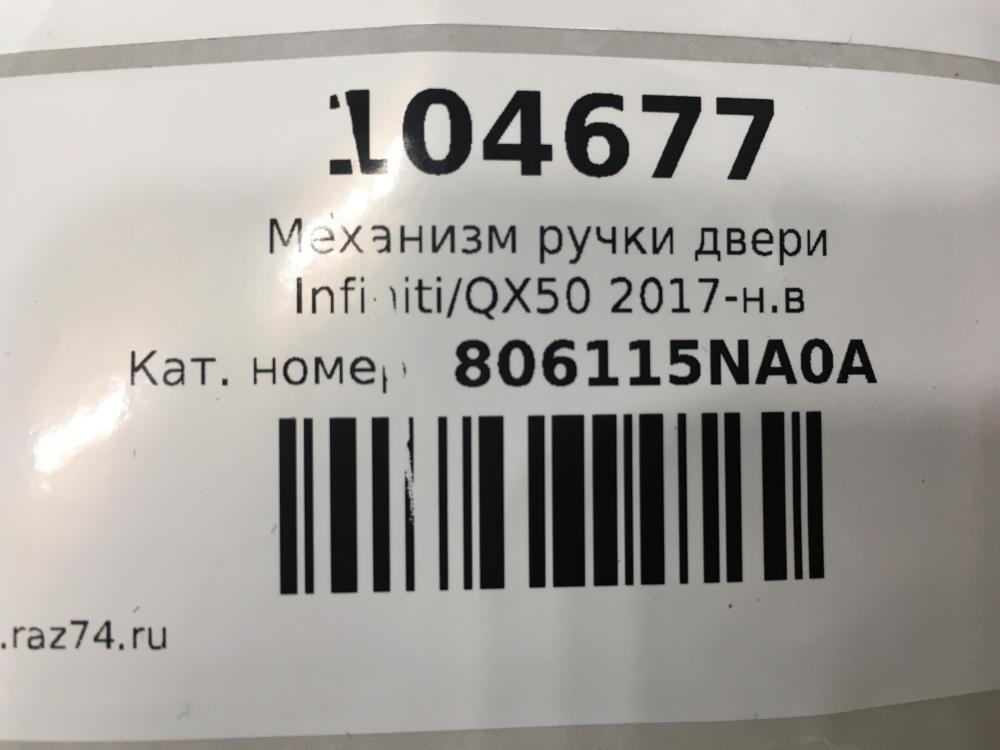 104677
Механизм ручки двери
Infiniti/QX50 2017-н.в
Кат. номер 806115NA0A
.raz74.ru